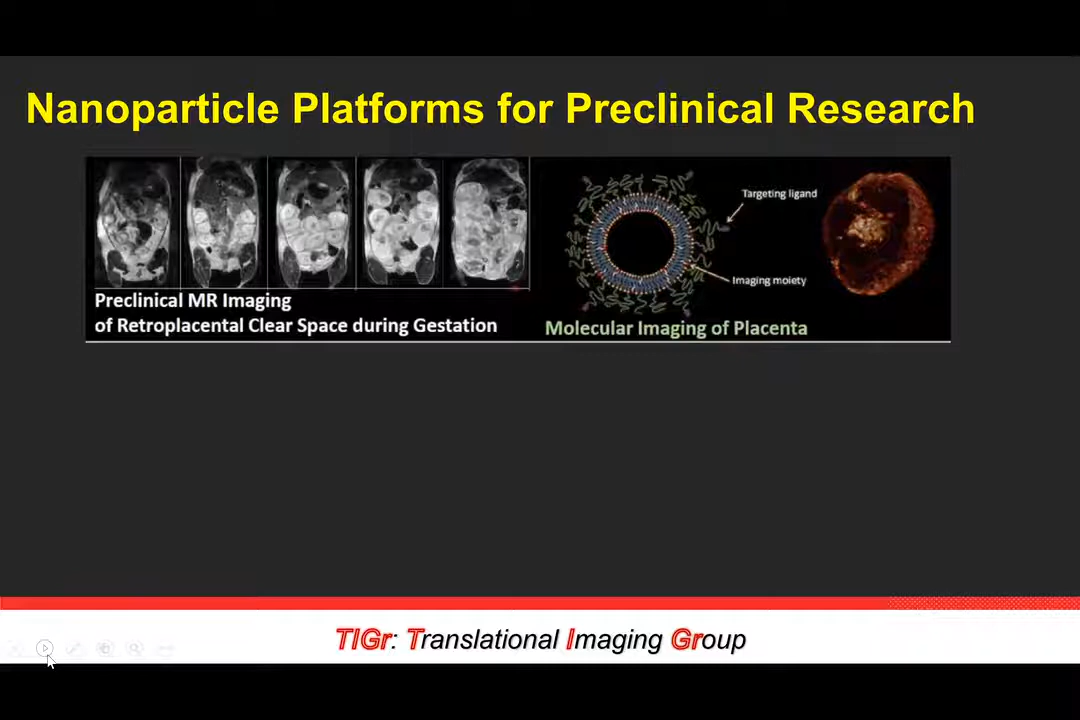 Nanoparticle Platforms for Preclinical Research
Targeting ligand
Imaging moiety
Preclinical MR Imaging
of Retroplacental Clear Space during Gestation
Molecular Imaging of Placenta
TIGr: Translational Imaging Group